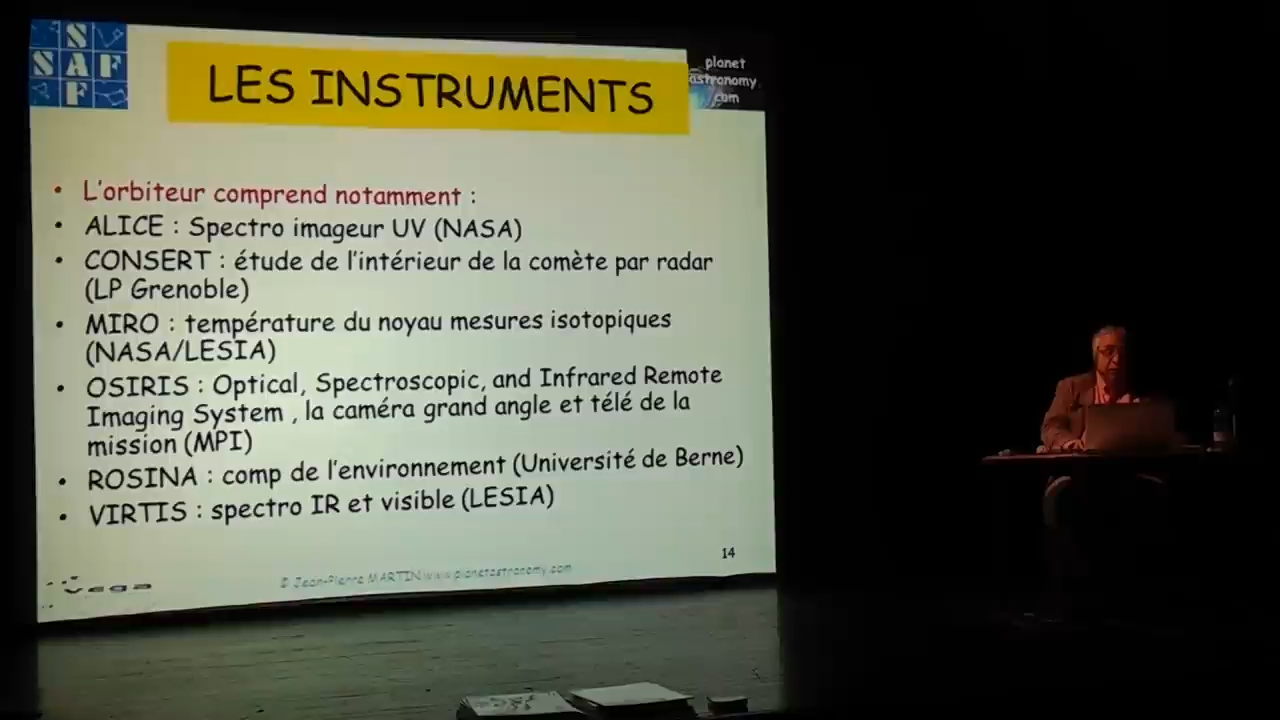 S
SAF
F
planet
astronomy
.com
LES INSTRUMENTS
• L'orbiteur comprend notamment :
• ALICE : Spectro imageur UV (NASA)
• CONSERT : étude de l'intérieur de la comète par radar
(LP Grenoble)
• MIRO : température du noyau mesures isotopiques
(NASA/LESIA)
• OSIRIS : Optical, Spectroscopic, and Infrared Remote
Imaging System , la caméra grand angle et télé de la
mission (MPI)
• ROSINA : comp de l'environnement (Université de Berne)
• VIRTIS : spectro IR et visible (LESIA)
14
vega
© Jean-Pierre MARTIN www.planetastronomy.com